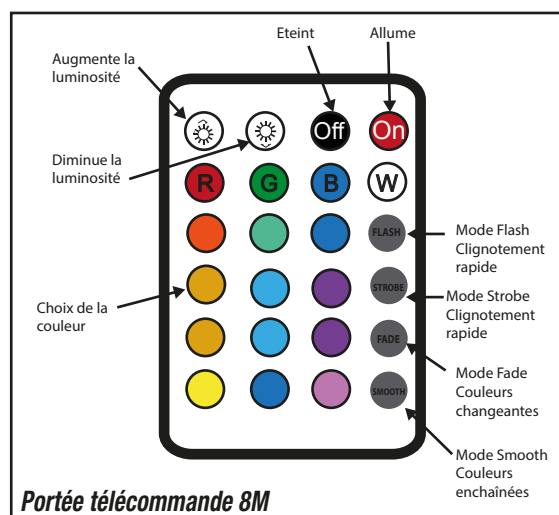 Eteint
Allume
Augmente la
luminosité
Off
On
Diminue la
luminosité
R
G
B
W
FLASH
Mode Flash
Clignotement
rapide
STROBE
Mode Strobe
Clignotement
rapide
Choix de la
couleur
FADE
Mode Fade
Couleurs
changeantes
SMOOTH
Mode Smooth
Couleurs
enchaînées
Portée télécommande 8M